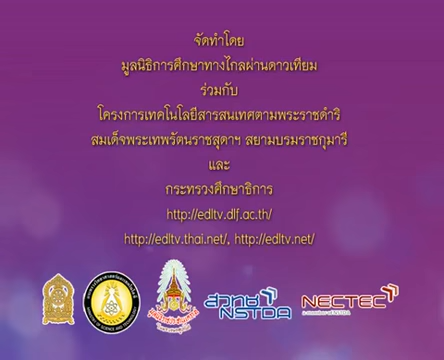 จัดทำโดย
มูลนิธิการศึกษาทางไกลผ่านดาวเทียม
ร่วมกับ
โครงการเทคโนโลยีสารสนเทศตามพระราชดำริ
สมเด็จพระเทพรัตนราชสุดาฯ สยามบรมราชกุมารี
และ
กระทรวงศึกษาธิการ
http://edltv.dlf.ac.th/
http://edltv.thai.net/, http://edltv.net/
สวทช
NSTDA
NECTEC
a member of NSTDA